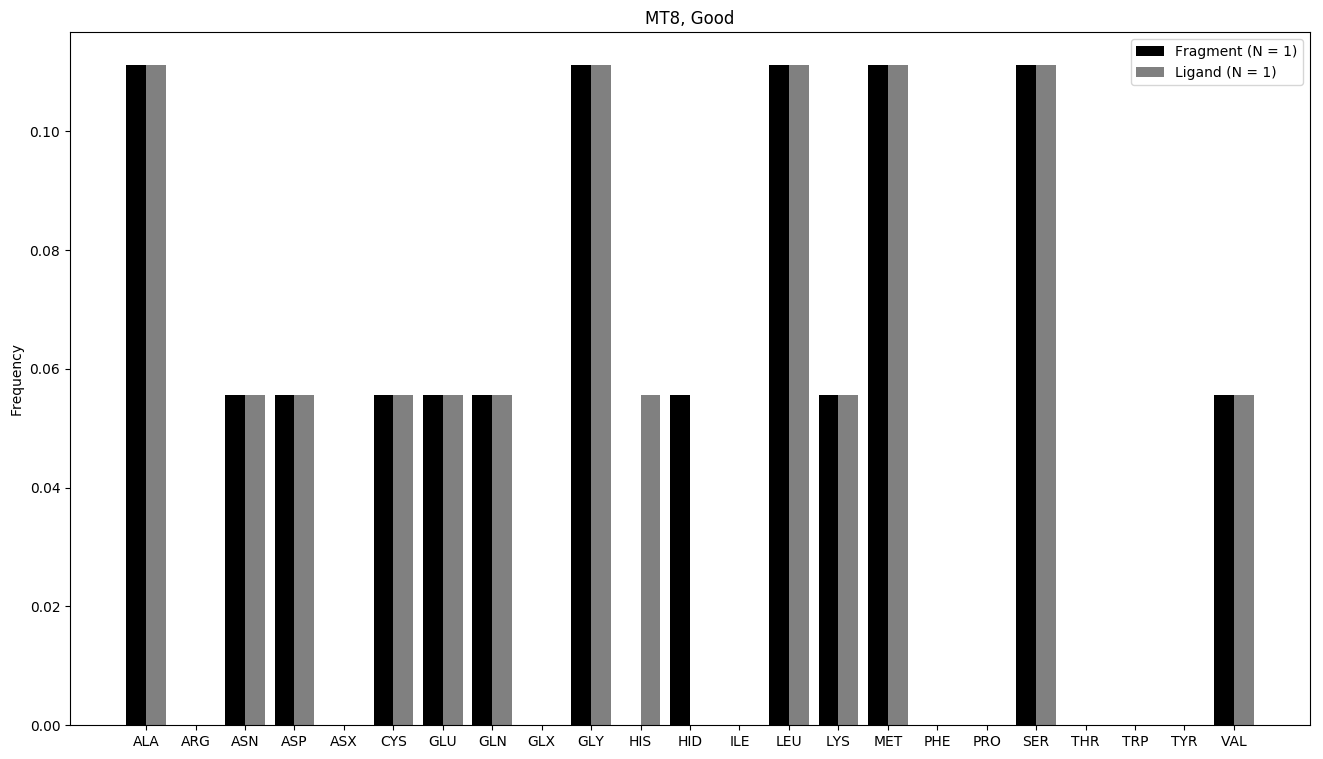 MT8, Good
Fragment (N = 1)
Ligand (N = 1)
Frequency
0.10
0.08
0.06
0.04
0.02
0.00
ALA ARG ASN ASP ASX CYS GLU GLN GLX GLY HIS HID ILE LEU LYS MET PHE PRO SER THR TRP TYR VAL